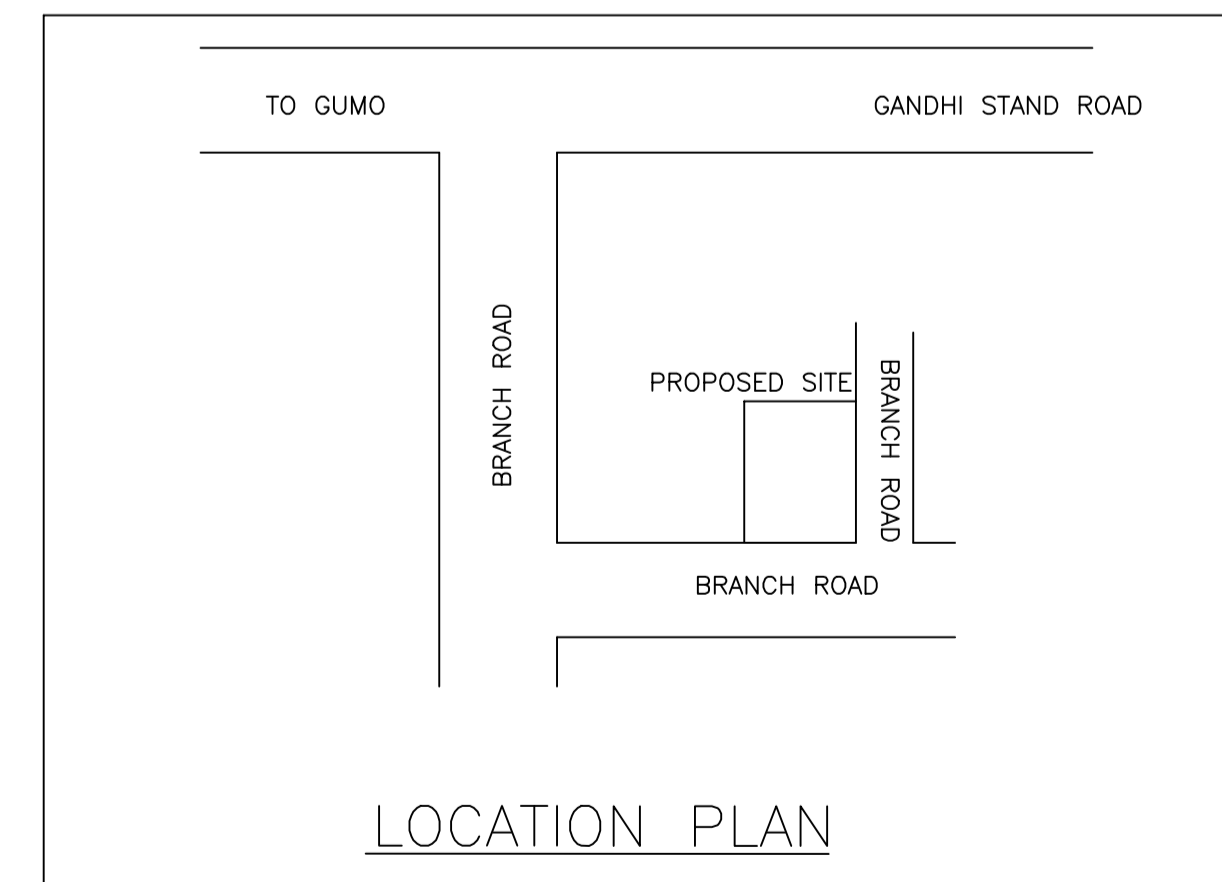 TO GUMO
GANDHI STAND ROAD
BRANCH ROAD
PROPOSED SITE
BRANCH ROAD
BRANCH ROAD
LOCATION PLAN